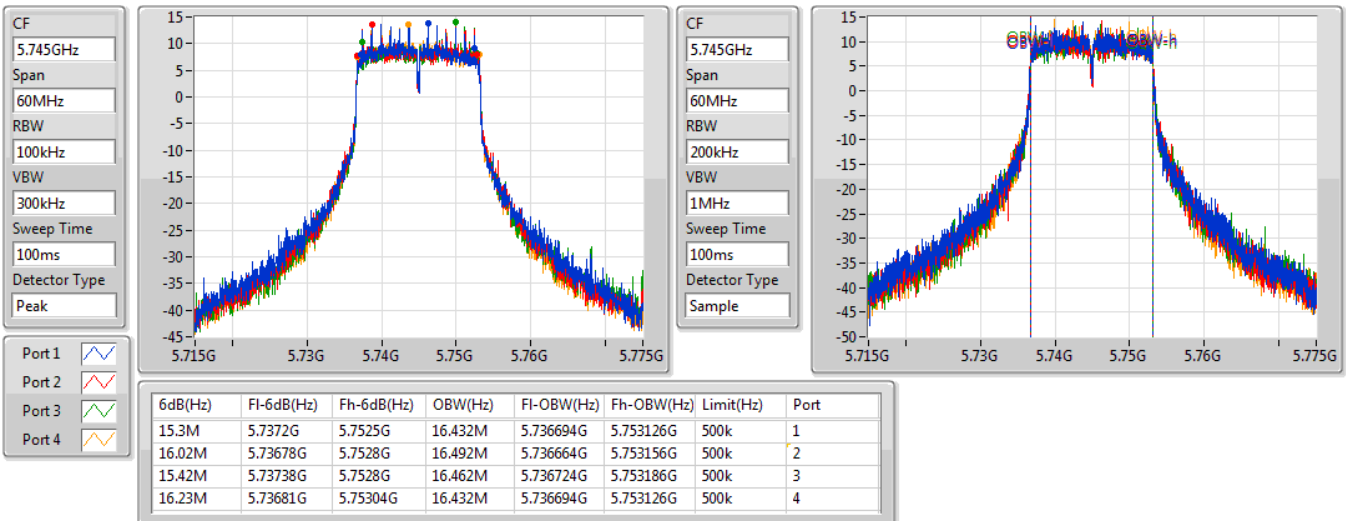 CF
5.745GHz
Span
60MHz
RBW
100kHz
VBW
300kHz
Sweep Time
100ms
Detector Type
Peak
15
10
5
0
-5
-10
-15
-20
-25
-30
-35
-40
-45
5.715G 5.73G 5.74G 5.75G 5.76G 5.775G
CF
5.745GHz
Span
60MHz
RBW
200kHz
VBW
1MHz
Sweep Time
100ms
Detector Type
Sample
15
10
5
0
-5
-10
-15
-20
-25
-30
-35
-40
-45
-50
OBW-h
5.715G 5.73G 5.74G 5.75G 5.76G 5.775G
Port 1
Port 2
Port 3
Port 4
6dB(Hz) Fl-6dB(Hz) Fh-6dB(Hz) OBW(Hz) Fl-OBW(Hz) Fh-OBW(Hz) Limit(Hz) Port
15.3M 5.7372G 5.7525G 16.432M 5.736694G 5.753126G 500k 1
16.02M 5.73678G 5.7528G 16.492M 5.736664G 5.753156G 500k 2
15.42M 5.73738G 5.7528G 16.462M 5.736724G 5.753186G 500k 3
16.23M 5.73681G 5.75304G 16.432M 5.736694G 5.753126G 500k 4